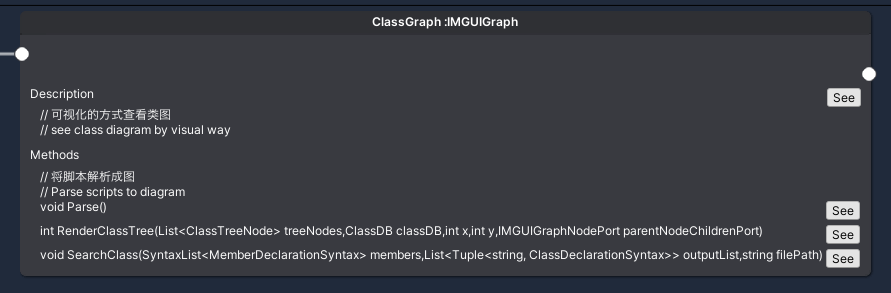 ClassGraph :IMGUIGraph
Description
See
// 可视化的方式查看类图
// see class diagram by visual way
Methods
// 将脚本解析成图
// Parse scripts to diagram
void Parse()
See
int RenderClassTree(List<ClassTreeNode> treeNodes,ClassDB classDB,int x,int y,IMGUIGraphNodePort parentNodeChildrenPort)
See
void SearchClass(SyntaxList<MemberDeclarationSyntax> members,List<Tuple<string, ClassDeclarationSyntax>> outputList,string filePath)
See